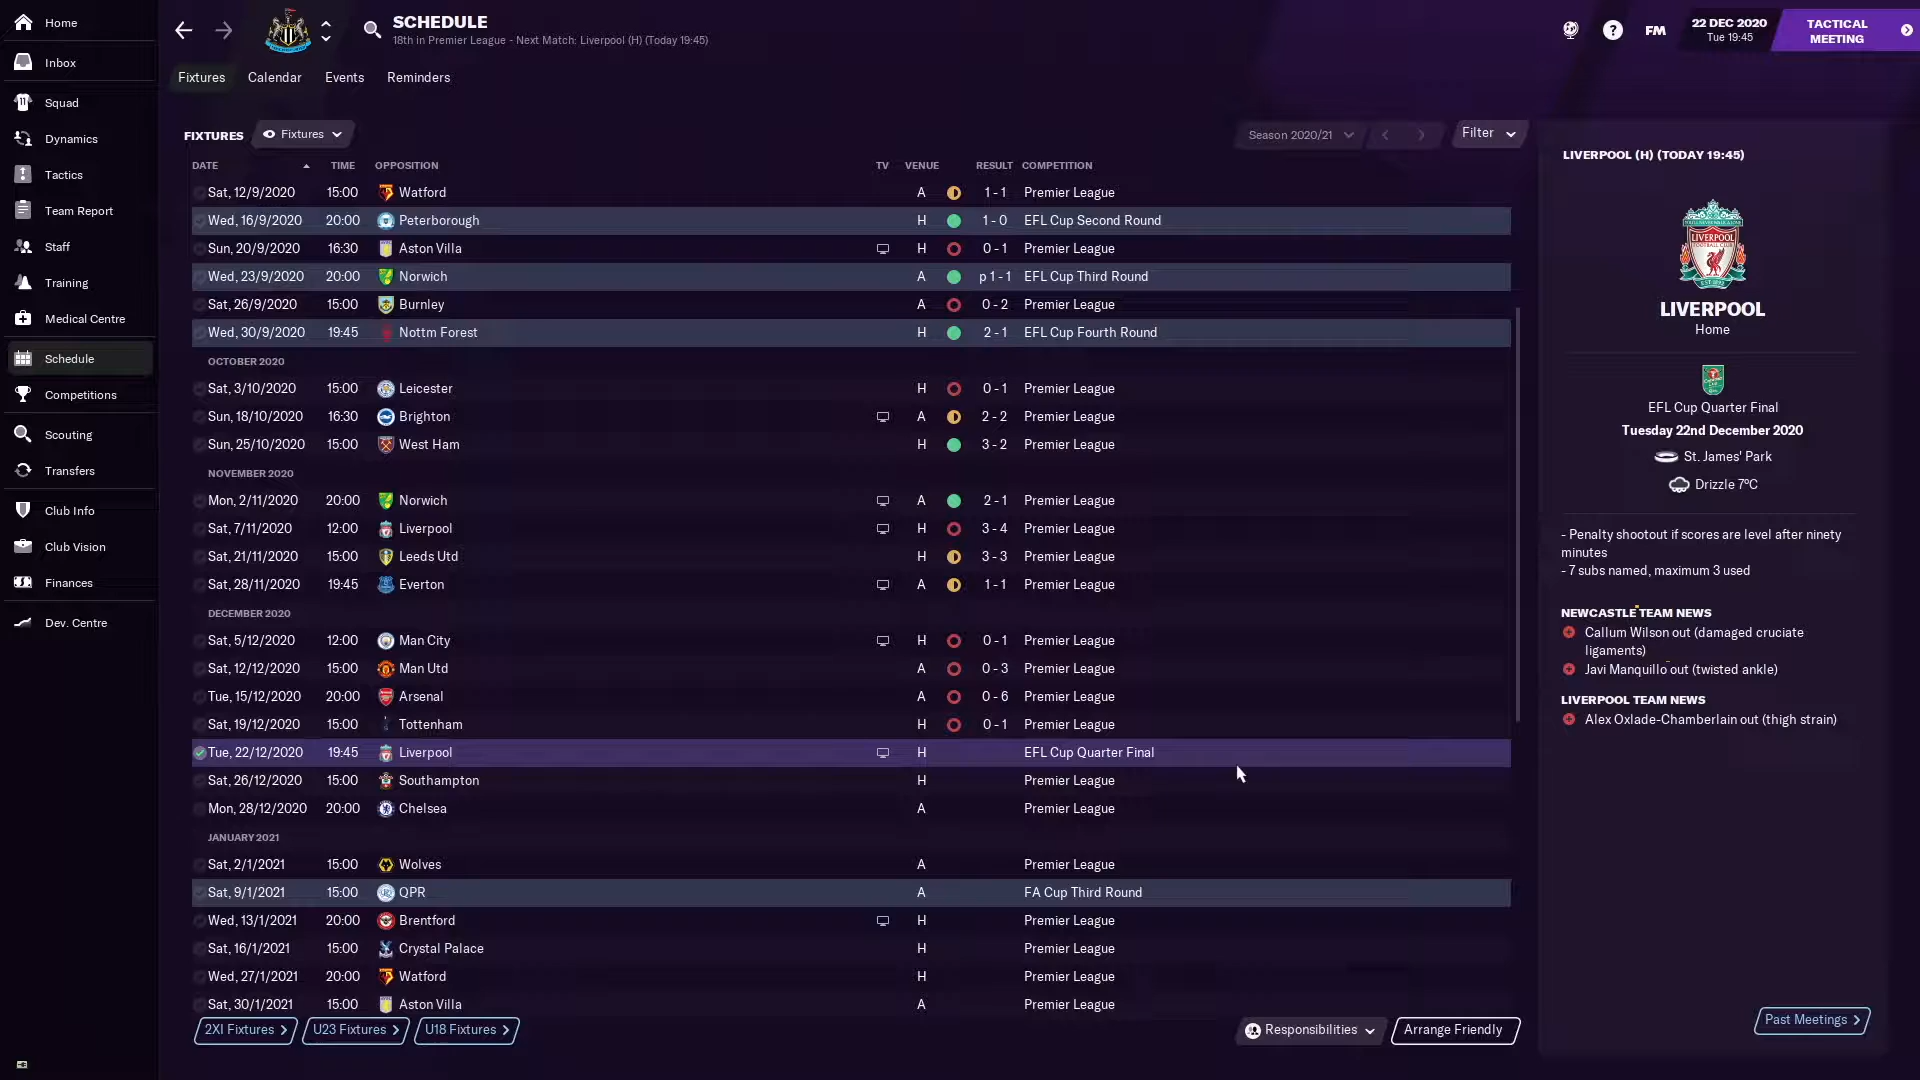 Home
Inbox
Squad
Dynamics
Tactics
Team Report
Staff
Training
Medical Centre
Schedule
Competitions
Scouting
Transfers
Club Info
Club Vision
Finances
Dev. Centre
SCHEDULE
18th in Premier League - Next Match: Liverpool (H) (Today 19:45)
FM
22 DEC 2020
Tue 19:45
TACTICAL
MEETING
Fixtures Calendar Events Reminders
FIXTURES Fixtures Season 2020/21 Filter
DATE TIME OPPOSITION TV VENUE RESULT COMPETITION
Sat, 12/9/2020 15:00 Watford A 1 - 1 Premier League
Wed, 16/9/2020 20:00 Peterborough H 1 - 0 EFL Cup Second Round
Sun, 20/9/2020 16:30 Aston Villa H 0 - 1 Premier League
Wed, 23/9/2020 20:00 Norwich A p 1 - 1 EFL Cup Third Round
Sat, 26/9/2020 15:00 Burnley A 0 - 2 Premier League
Wed, 30/9/2020 19:45 Nottm Forest H 2 - 1 EFL Cup Fourth Round
OCTOBER 2020
Sat, 3/10/2020 15:00 Leicester H 0 - 1 Premier League
Sun, 18/10/2020 16:30 Brighton A 2 - 2 Premier League
Sun, 25/10/2020 15:00 West Ham H 3 - 2 Premier League
NOVEMBER 2020
Mon, 2/11/2020 20:00 Norwich A 2 - 1 Premier League
Sat, 7/11/2020 12:00 Liverpool H 3 - 4 Premier League
Sat, 21/11/2020 15:00 Leeds Utd H 3 - 3 Premier League
Sat, 28/11/2020 19:45 Everton A 1 - 1 Premier League
DECEMBER 2020
Sat, 5/12/2020 12:00 Man City H 0 - 1 Premier League
Sat, 12/12/2020 15:00 Man Utd A 0 - 3 Premier League
Tue, 15/12/2020 20:00 Arsenal A 0 - 6 Premier League
Sat, 19/12/2020 15:00 Tottenham H 0 - 1 Premier League
Tue, 22/12/2020 19:45 Liverpool H EFL Cup Quarter Final
Sat, 26/12/2020 15:00 Southampton H Premier League
Mon, 28/12/2020 20:00 Chelsea A Premier League
JANUARY 2021
Sat, 2/1/2021 15:00 Wolves A Premier League
Sat, 9/1/2021 15:00 QPR A FA Cup Third Round
Wed, 13/1/2021 20:00 Brentford H Premier League
Sat, 16/1/2021 15:00 Crystal Palace H Premier League
Wed, 27/1/2021 20:00 Watford H Premier League
Sat, 30/1/2021 15:00 Aston Villa A Premier League
2XI Fixtures U23 Fixtures U18 Fixtures Responsibilities Arrange Friendly
LIVERPOOL (H) (TODAY 19:45)
LIVERPOOL
Home
EFL Cup Quarter Final
Tuesday 22nd December 2020
St. James' Park
Drizzle 7ºC
- Penalty shootout if scores are level after ninety
minutes
- 7 subs named, maximum 3 used
NEWCASTLE TEAM NEWS
Callum Wilson out (damaged cruciate
ligaments)
Javi Manquillo out (twisted ankle)
LIVERPOOL TEAM NEWS
Alex Oxlade-Chamberlain out (thigh strain)
Past Meetings